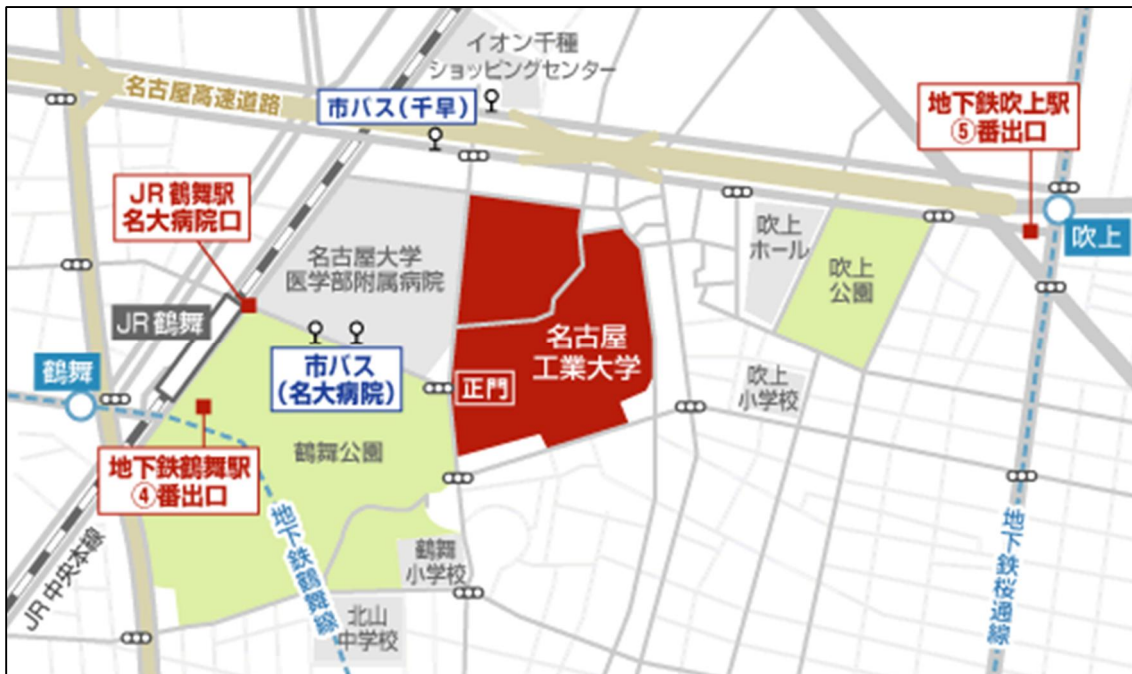 イオン千種
ショッピングセンター
名古屋高速道路
市バス(千早)
地下鉄吹上駅
⑤番出口
JR鶴舞駅
名大病院口
吹上
ホール
吹上
名古屋大学
医学部附属病院
吹上
公園
JR鶴舞
名古屋
工業大学
鶴舞
市バス
(名大病院)
正門
吹上
小学校
鶴舞公園
地下鉄鶴舞駅
④番出口
地下鉄鶴舞線
地下鉄桜通線
JR中央本線
鶴舞
小学校
北山
中学校